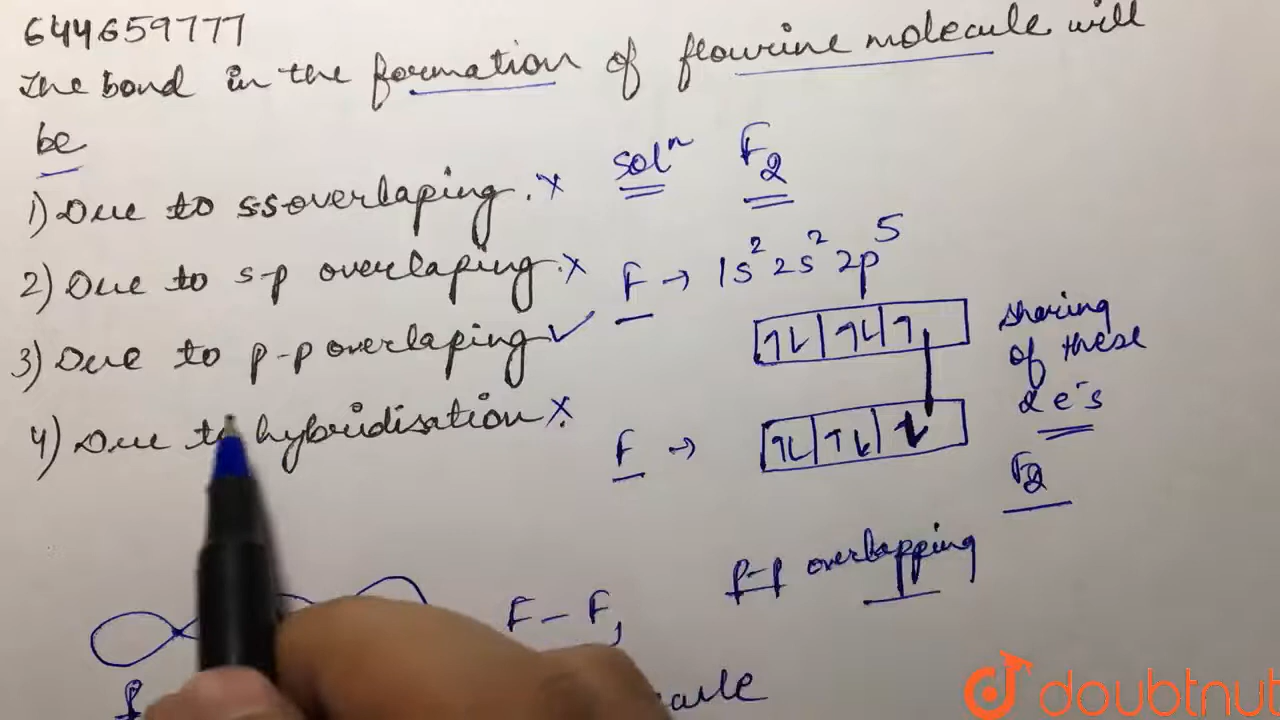 644659777
The bond in the formation of flourine molecule will
be
1) Due to s-s overlaping. ×
2) Due to s-p overlaping. ×
3) Due to p-p overlaping ✓
4) Due to hybridisation ×.
Solⁿ F₂
F → 1s² 2s² 2p⁵
↿⇂ ↿⇂ ↿
sharing
of these
2 e⁻s
F →
↿⇂ ↿⇂ ⇂
F₂
p-p overlapping
F – F,
doubtnut